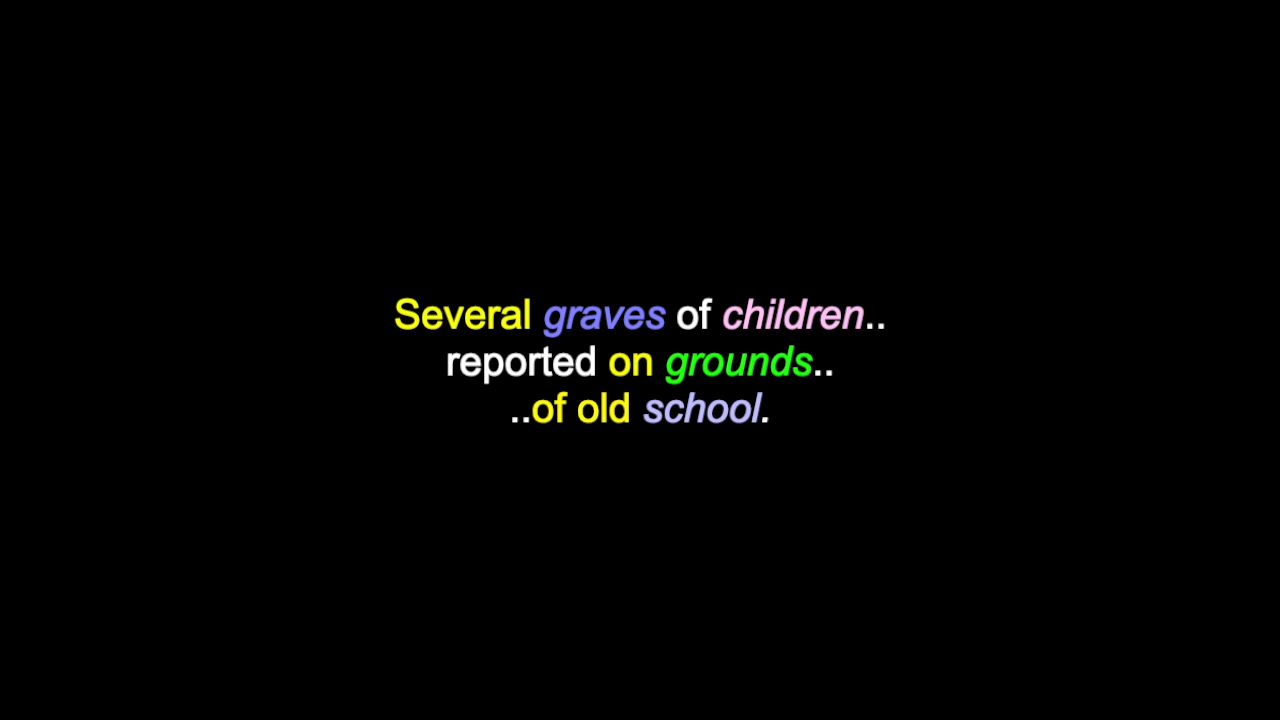 Several graves of children..
reported on grounds..
..of old school.